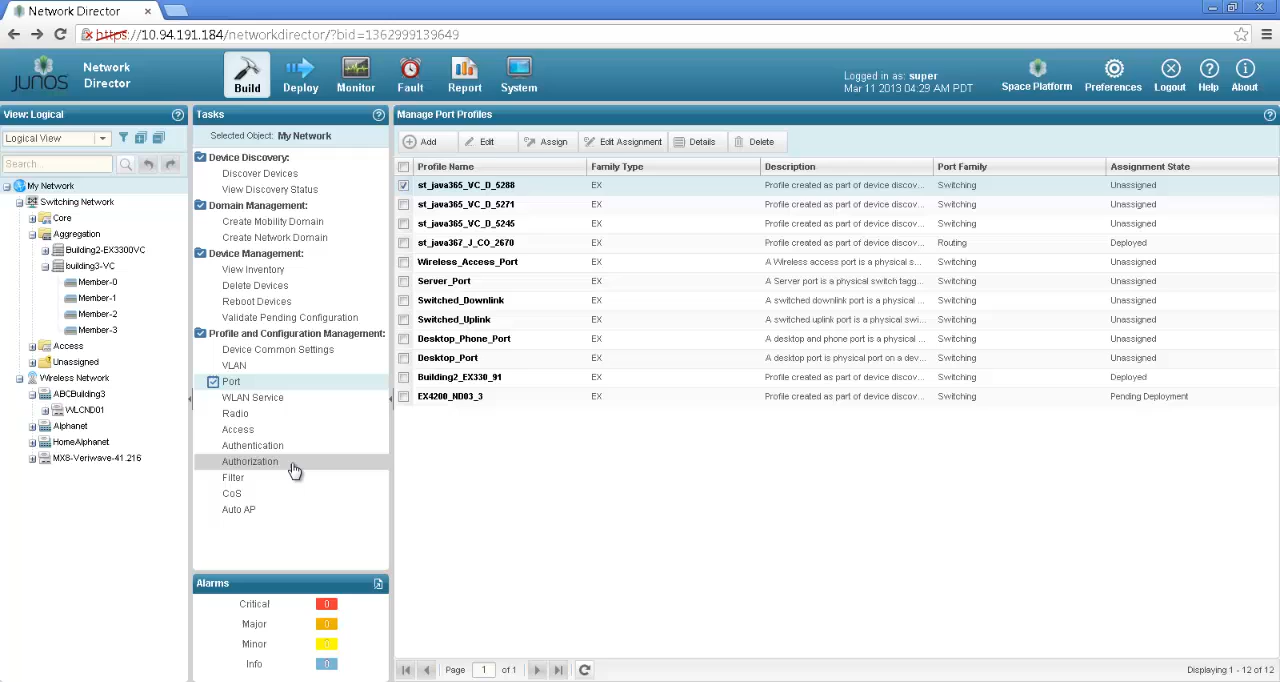 Network Director
https://10.94.191.184/networkdirector/?bid=1362999139649
JUNOS
Network
Director
Build
Deploy
Monitor
Fault
Report
System
Logged in as: super
Mar 11 2013 04:29 AM PDT
Space Platform
Preferences
Logout
Help
About
View: Logical
Logical View
Search...
My Network
Switching Network
Core
Aggregation
Building2-EX3300VC
building3-VC
Member-0
Member-1
Member-2
Member-3
Access
Unassigned
Wireless Network
ABCBuilding3
WLCND01
Alphanet
HomeAlphanet
MX8-Veriwave-41.216
Tasks
Selected Object: My Network
Device Discovery:
Discover Devices
View Discovery Status
Domain Management:
Create Mobility Domain
Create Network Domain
Device Management:
View Inventory
Delete Devices
Reboot Devices
Validate Pending Configuration
Profile and Configuration Management:
Device Common Settings
VLAN
Port
WLAN Service
Radio
Access
Authentication
Authorization
Filter
CoS
Auto AP
Alarms
Critical 0
Major 0
Minor 0
Info 0
Manage Port Profiles
Add Edit Assign Edit Assignment Details Delete
Profile Name Family Type Description Port Family Assignment State
st_java365_VC_D_5288 EX Profile created as part of device discov... Switching Unassigned
st_java365_VC_D_5271 EX Profile created as part of device discov... Switching Unassigned
st_java365_VC_D_5245 EX Profile created as part of device discov... Switching Unassigned
st_java367_J_CO_2670 EX Profile created as part of device discov... Routing Deployed
Wireless_Access_Port EX A Wireless access port is a physical s... Switching Unassigned
Server_Port EX A Server port is a physical switch tagg... Switching Unassigned
Switched_Downlink EX A switched downlink port is a physical ... Switching Unassigned
Switched_Uplink EX A switched uplink port is a physical swi... Switching Unassigned
Desktop_Phone_Port EX A desktop and phone port is a physical ... Switching Unassigned
Desktop_Port EX A desktop port is physical port on a dev... Switching Unassigned
Building2_EX330_91 EX Profile created as part of device discov... Switching Deployed
EX4200_ND03_3 EX Profile created as part of device discov... Switching Pending Deployment
Page 1 of 1
Displaying 1 - 12 of 12